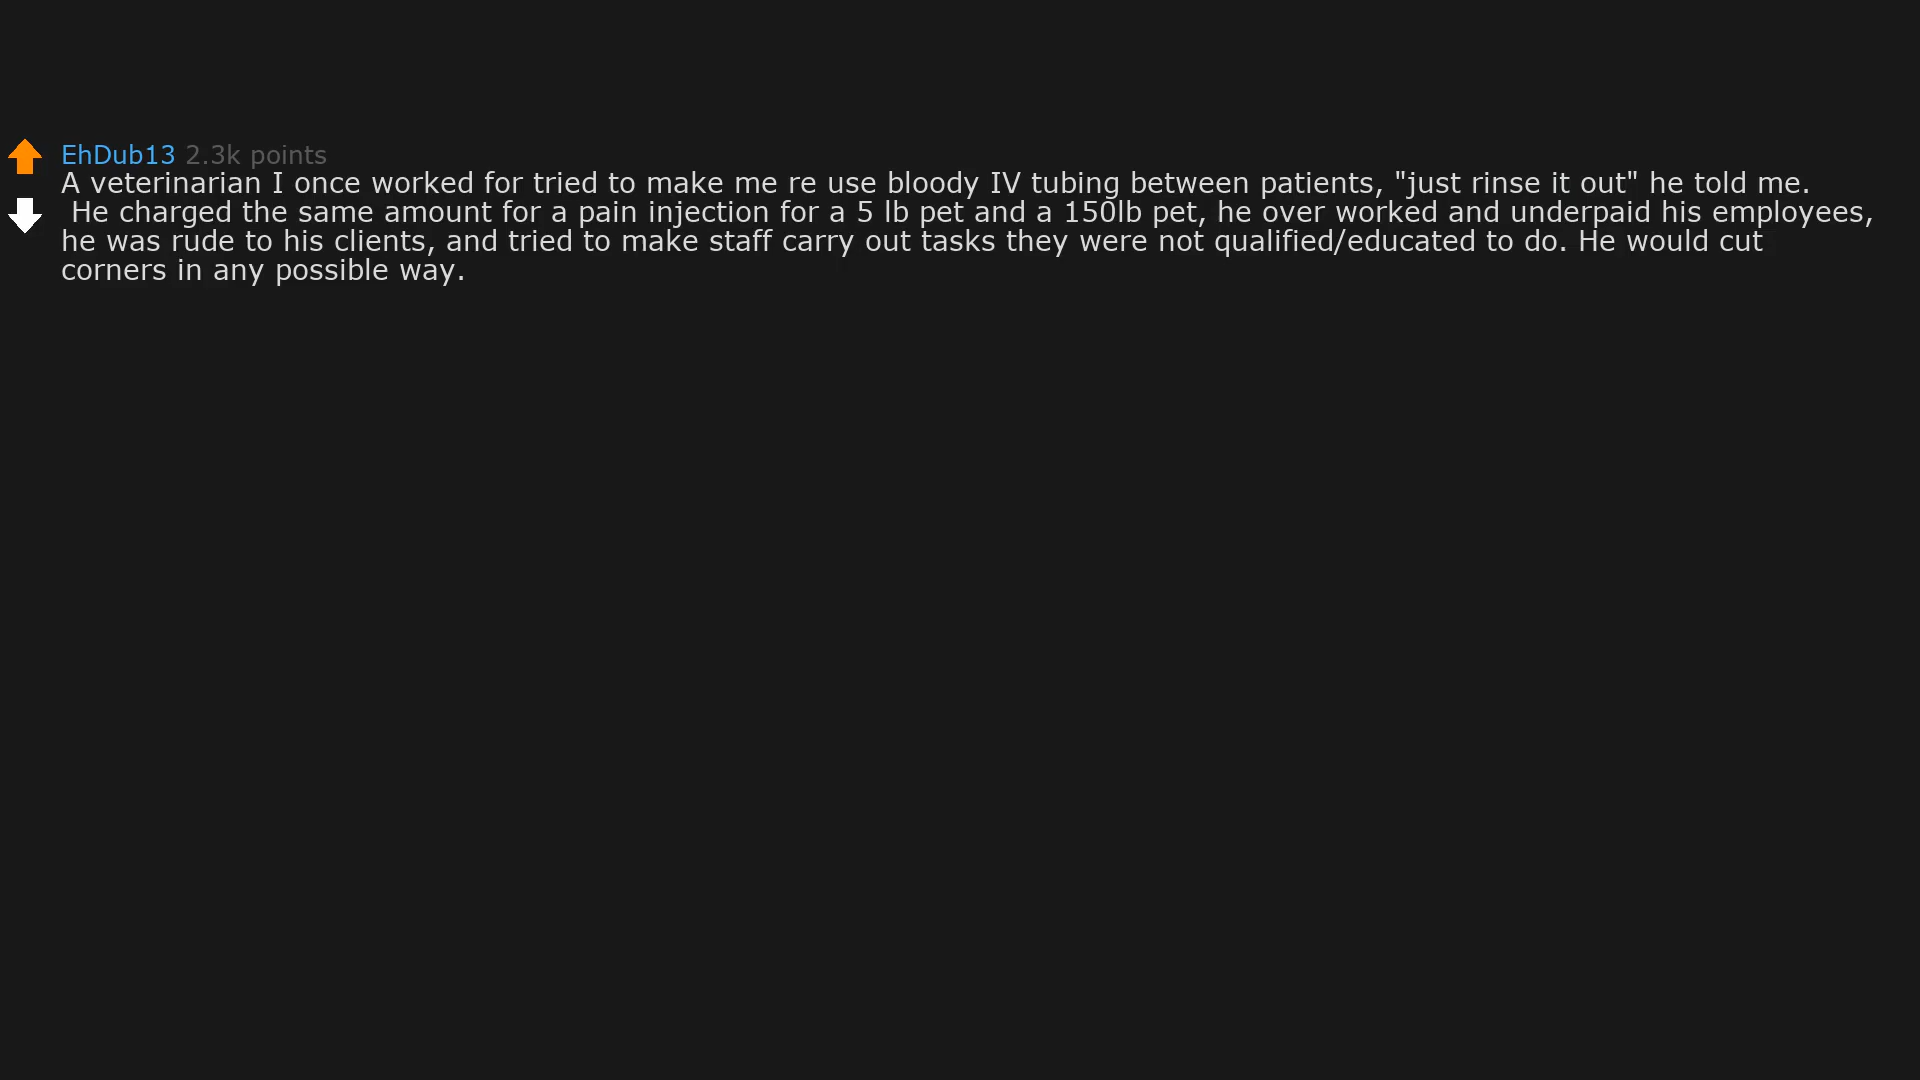 EhDub13 2.3k points
A veterinarian I once worked for tried to make me re use bloody IV tubing between patients, "just rinse it out" he told me.
He charged the same amount for a pain injection for a 5 lb pet and a 150lb pet, he over worked and underpaid his employees,
he was rude to his clients, and tried to make staff carry out tasks they were not qualified/educated to do. He would cut
corners in any possible way.